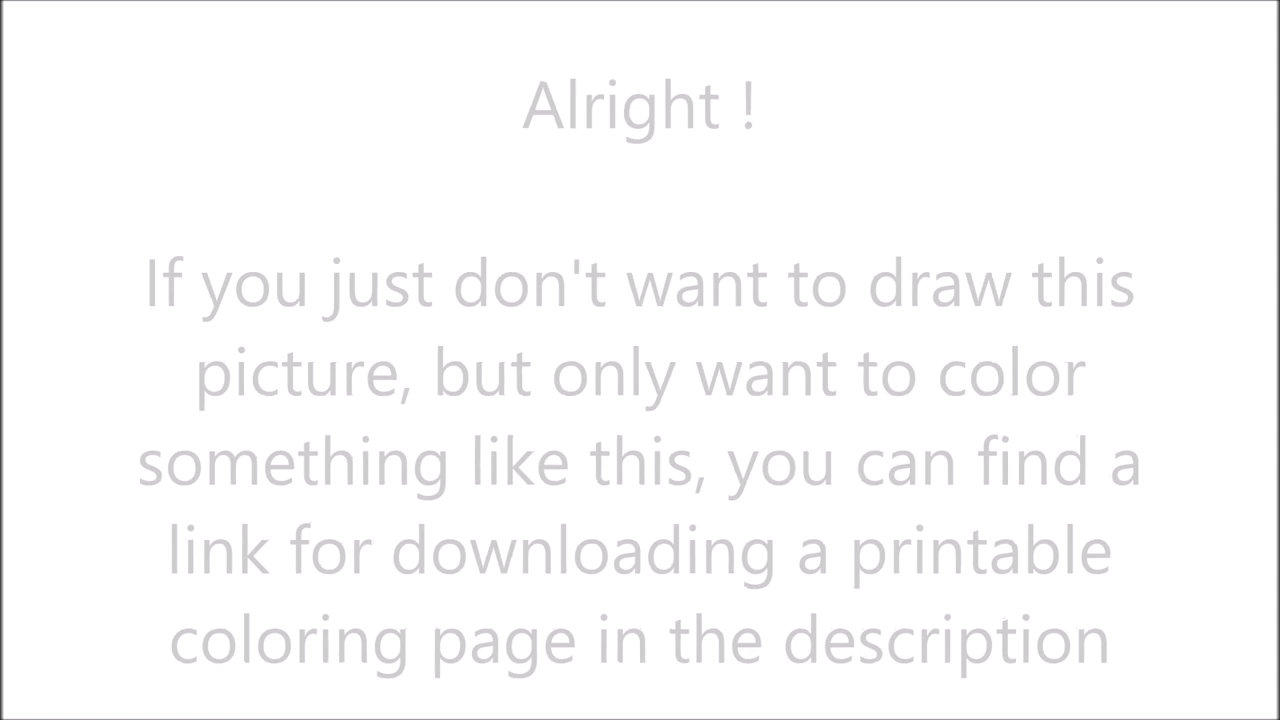 Alright !
If you just don't want to draw this
picture, but only want to color
something like this, you can find a
link for downloading a printable
coloring page in the description